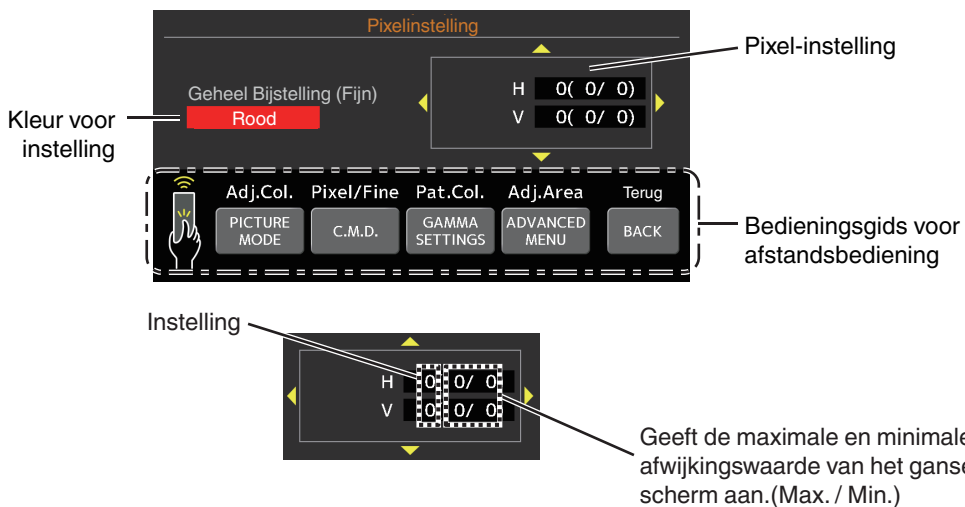 Pixelinstelling
Pixel-instelling
Geheel Bijstelling (Fijn)
Rood
H 0( 0/ 0)
V 0( 0/ 0)
Kleur voor
instelling
Adj.Col. Pixel/Fine Pat.Col. Adj.Area Terug
PICTURE
MODE
C.M.D.
GAMMA
SETTINGS
ADVANCED
MENU
BACK
Bedieningsgids voor
afstandsbediening
Instelling
H 0 0/ 0
V 0 0/ 0
Geeft de maximale en minimale
afwijkingswaarde van het ganse
scherm aan.(Max. / Min.)